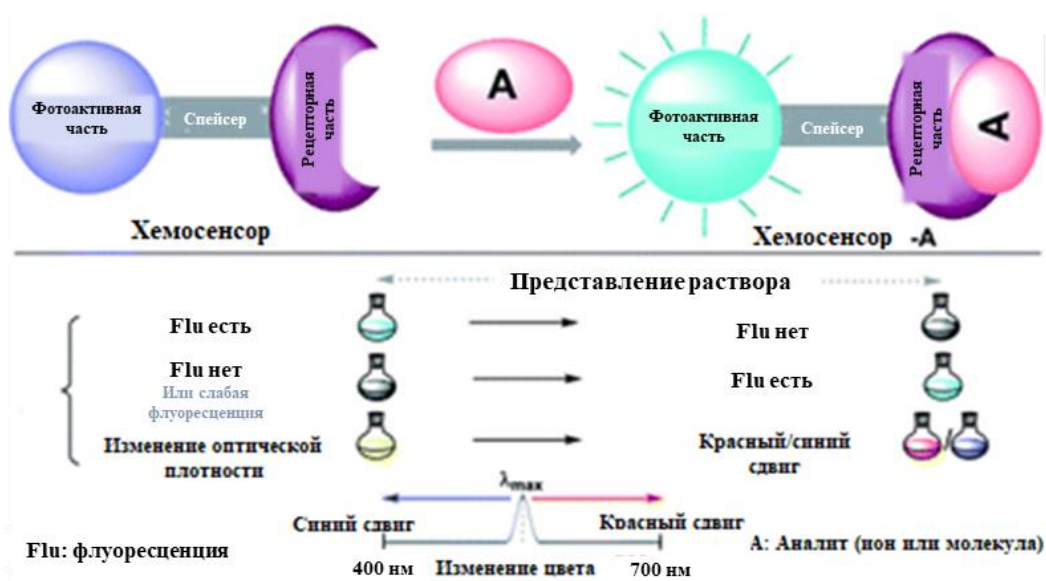 Фотоактивная
часть
Спейсер
Рецепторная
часть
A
Фотоактивная
часть
Спейсер
Рецепторная
часть
A
Хемосенсор
Хемосенсор -A
Представление раствора
Flu есть
Flu нет
Flu нет
Или слабая
флуоресценция
Flu есть
Изменение оптической
плотности
Красный/синий
сдвиг
/
λmax
Синий сдвиг
Красный сдвиг
Flu: флуоресценция
A: Аналит (ион или молекула)
400 нм
Изменение цвета
700 нм